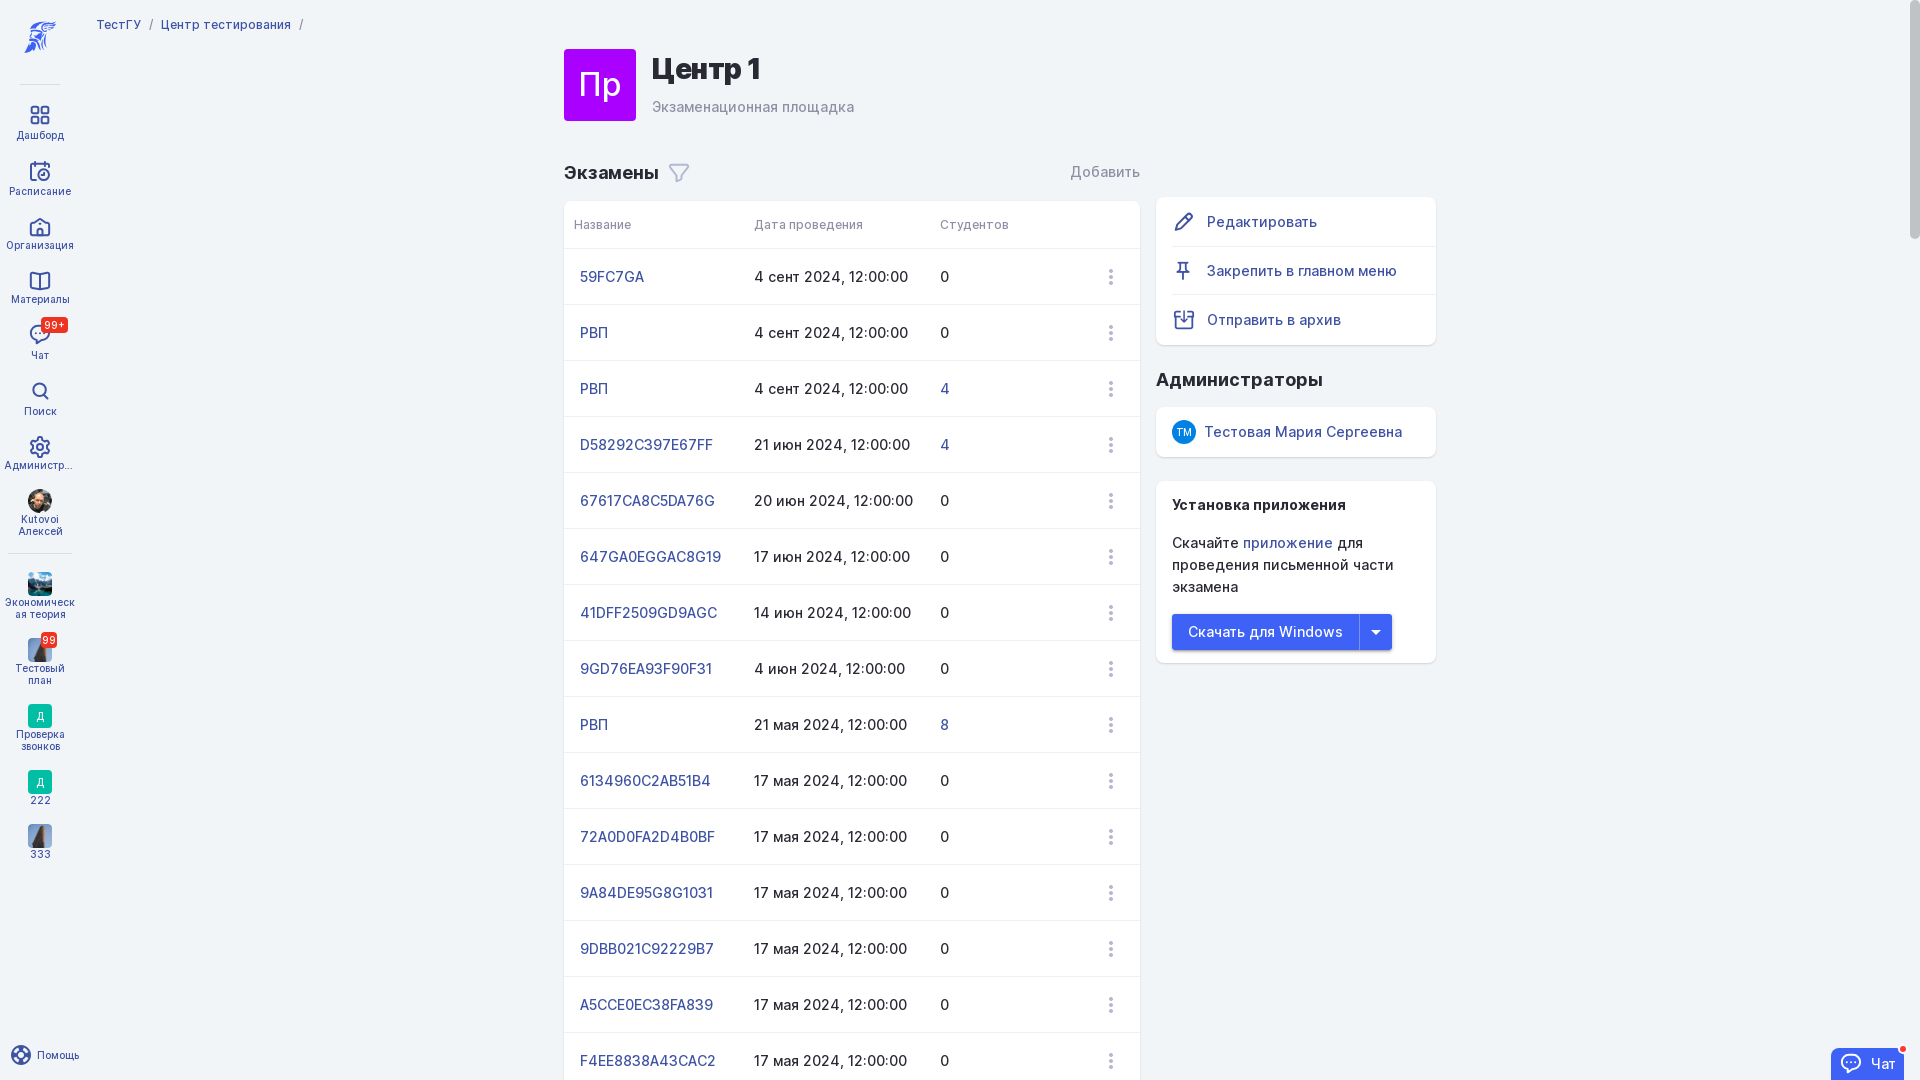 ТестГУ / Центр тестирования /
Дашборд
Расписание
Организация
Материалы
99+
Чат
Поиск
Администр...
Kutovoi
Алексей
Экономическ
ая теория
99
Тестовый
план
Д
Проверка
звонков
Д
222
333
Помощь
Пр
Центр 1
Экзаменационная площадка
Экзамены
Добавить
Название Дата проведения Студентов
59FC7GA 4 сент 2024, 12:00:00 0
РВП 4 сент 2024, 12:00:00 0
РВП 4 сент 2024, 12:00:00 4
D58292C397E67FF 21 июн 2024, 12:00:00 4
67617CA8C5DA76G 20 июн 2024, 12:00:00 0
647GA0EGGAC8G19 17 июн 2024, 12:00:00 0
41DFF2509GD9AGC 14 июн 2024, 12:00:00 0
9GD76EA93F90F31 4 июн 2024, 12:00:00 0
РВП 21 мая 2024, 12:00:00 8
6134960C2AB51B4 17 мая 2024, 12:00:00 0
72A0D0FA2D4B0BF 17 мая 2024, 12:00:00 0
9A84DE95G8G1031 17 мая 2024, 12:00:00 0
9DBB021C92229B7 17 мая 2024, 12:00:00 0
A5CCE0EC38FA839 17 мая 2024, 12:00:00 0
F4EE8838A43CAC2 17 мая 2024, 12:00:00 0
Редактировать
Закрепить в главном меню
Отправить в архив
Администраторы
ТМ Тестовая Мария Сергеевна
Установка приложения
Скачайте приложение для
проведения письменной части
экзамена
Скачать для Windows
Чат